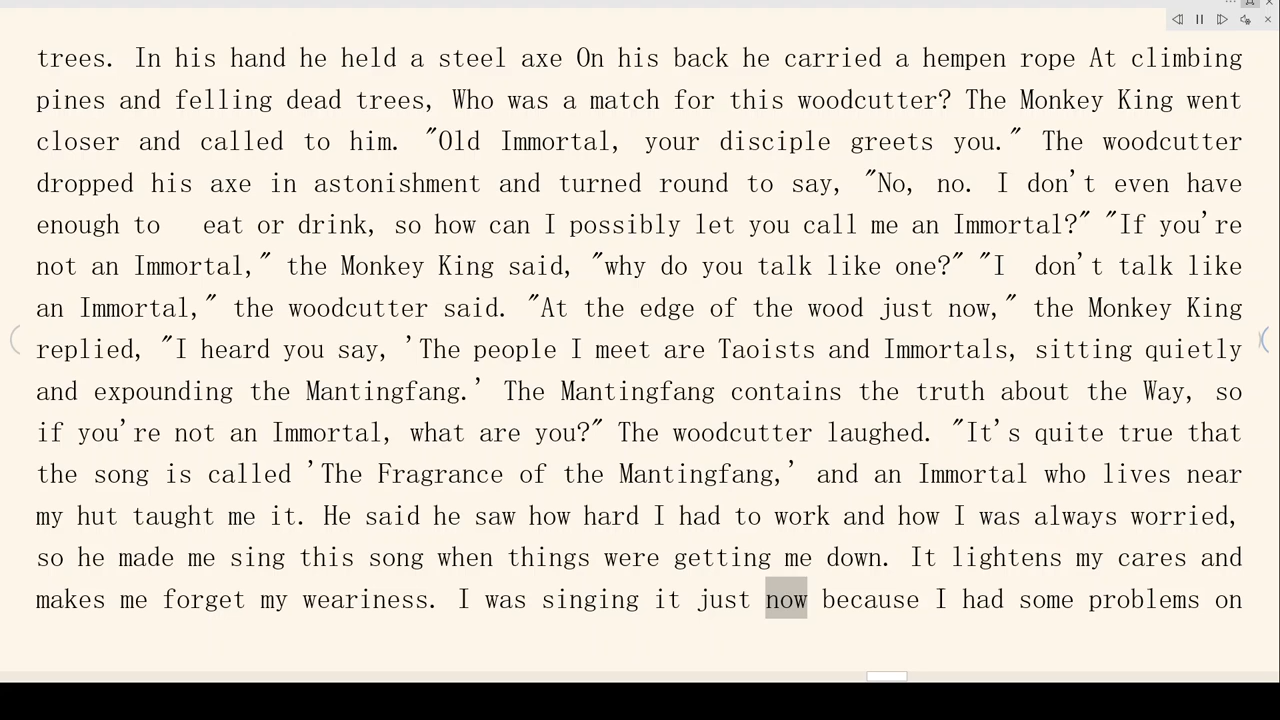 trees. In his hand he held a steel axe On his back he carried a hempen rope At climbing
pines and felling dead trees, Who was a match for this woodcutter? The Monkey King went
closer and called to him. "Old Immortal, your disciple greets you." The woodcutter
dropped his axe in astonishment and turned round to say, "No, no. I don't even have
enough to  eat or drink, so how can I possibly let you call me an Immortal?" "If you're
not an Immortal," the Monkey King said, "why do you talk like one?" "I  don't talk like
an Immortal," the woodcutter said. "At the edge of the wood just now," the Monkey King
replied, "I heard you say, 'The people I meet are Taoists and Immortals, sitting quietly
and expounding the Mantingfang.' The Mantingfang contains the truth about the Way, so
if you're not an Immortal, what are you?" The woodcutter laughed. "It's quite true that
the song is called 'The Fragrance of the Mantingfang,' and an Immortal who lives near
my hut taught me it. He said he saw how hard I had to work and how I was always worried,
so he made me sing this song when things were getting me down. It lightens my cares and
makes me forget my weariness. I was singing it just now because I had some problems on